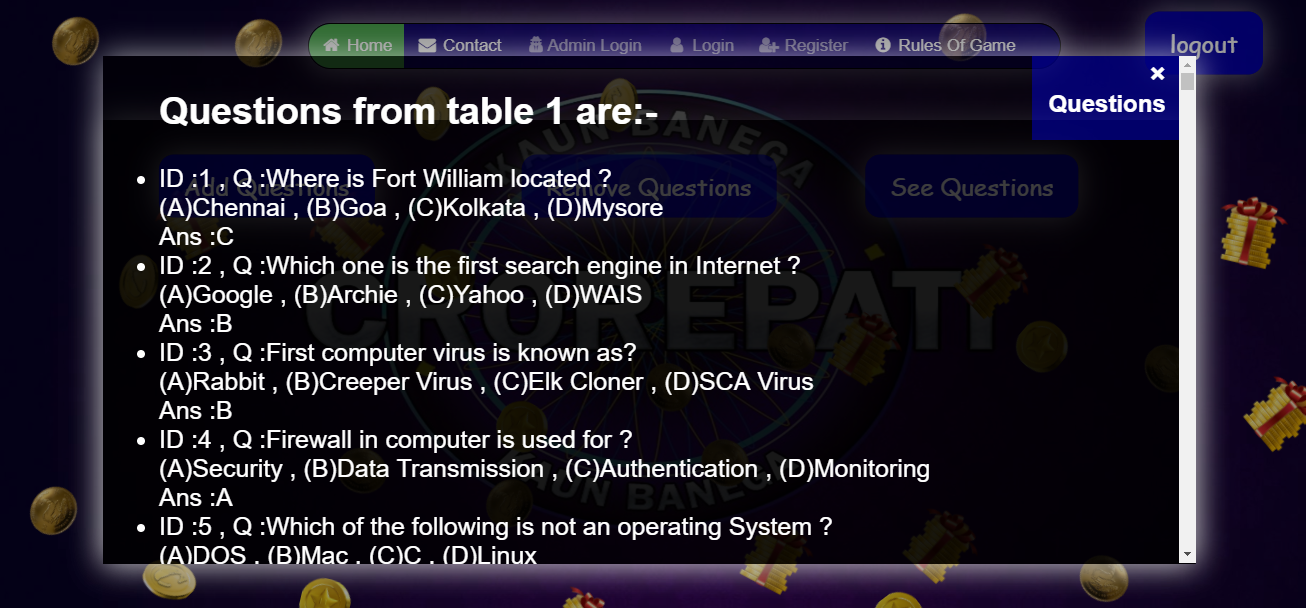 Home Contact Admin Login Login Register Rules Of Game
logout
×
Questions
Questions from table 1 are:-
KAUN BANEGA
Add Questions Remove Questions See Questions
ID :1 , Q :Where is Fort William located ?
(A)Chennai , (B)Goa , (C)Kolkata , (D)Mysore
Ans :C
ID :2 , Q :Which one is the first search engine in Internet ?
(A)Google , (B)Archie , (C)Yahoo , (D)WAIS
Ans :B
CROREPATI
ID :3 , Q :First computer virus is known as?
(A)Rabbit , (B)Creeper Virus , (C)Elk Cloner , (D)SCA Virus
Ans :B
ID :4 , Q :Firewall in computer is used for ?
(A)Security , (B)Data Transmission , (C)Authentication , (D)Monitoring
Ans :A
KAUN BANEGA
ID :5 , Q :Which of the following is not an operating System ?
(A)DOS , (B)Mac , (C)C , (D)Linux